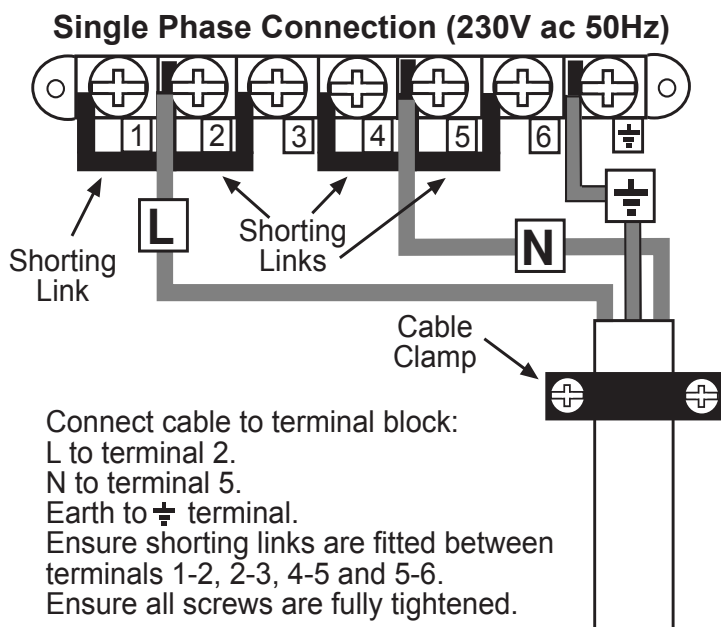 Single Phase Connection (230V ac 50Hz)
1 2 3 4 5 6
L
N
Shorting
Link
Shorting
Links
Cable
Clamp
Connect cable to terminal block:
L to terminal 2.
N to terminal 5.
Earth to ⏚ terminal.
Ensure shorting links are fitted between
terminals 1-2, 2-3, 4-5 and 5-6.
Ensure all screws are fully tightened.